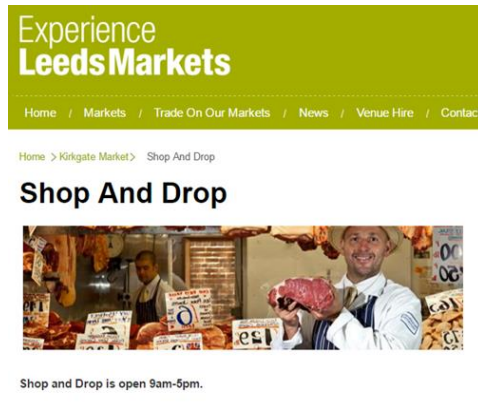 Experience
Leeds Markets
Home / Markets / Trade On Our Markets / News / Venue Hire / Contac
Home > Kirkgate Market > Shop And Drop
Shop And Drop
Shop and Drop is open 9am-5pm.